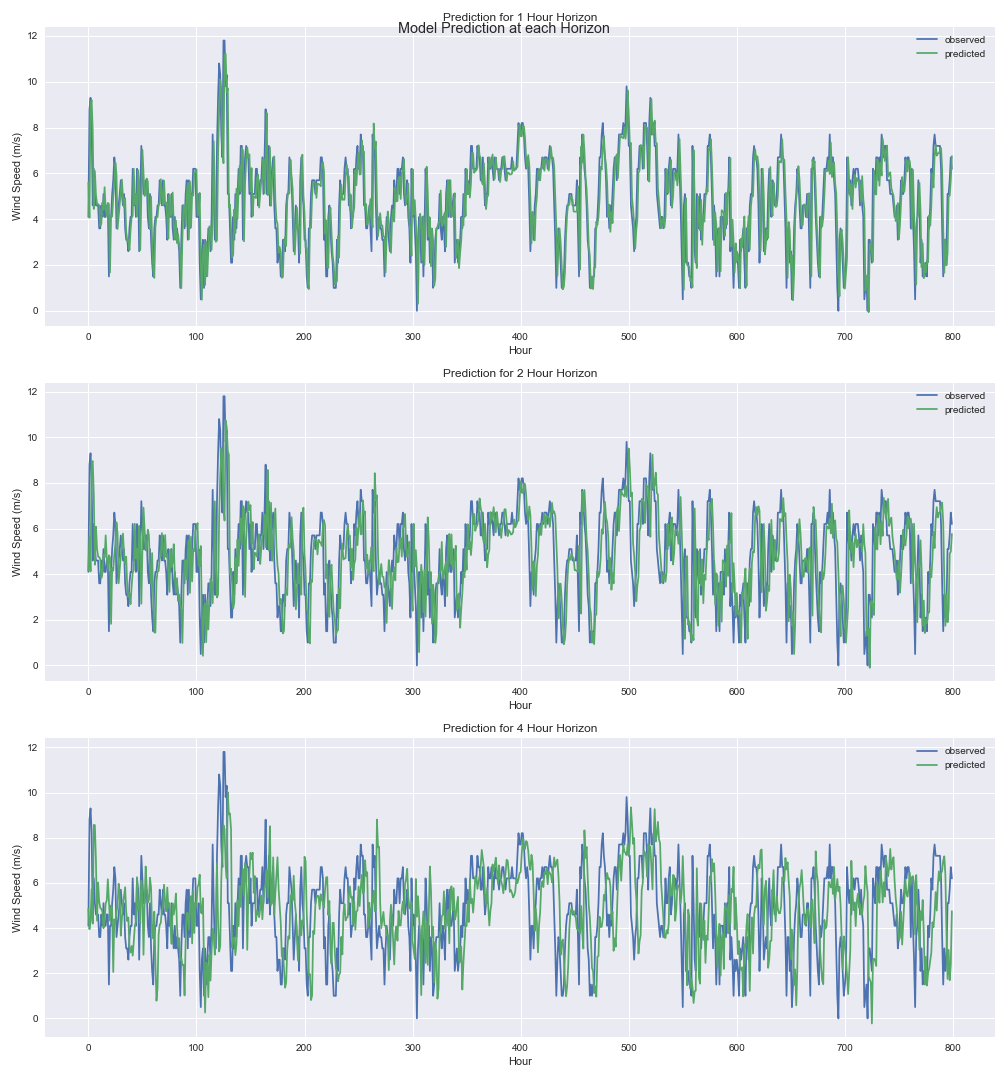 Prediction for 1 Hour Horizon
Model Prediction at each Horizon
observed
predicted
Wind Speed (m/s)
12
10
8
6
4
2
0
0 100 200 300 400 500 600 700 800
Hour
Prediction for 2 Hour Horizon
observed
predicted
Wind Speed (m/s)
12
10
8
6
4
2
0
0 100 200 300 400 500 600 700 800
Hour
Prediction for 4 Hour Horizon
observed
predicted
Wind Speed (m/s)
12
10
8
6
4
2
0
0 100 200 300 400 500 600 700 800
Hour